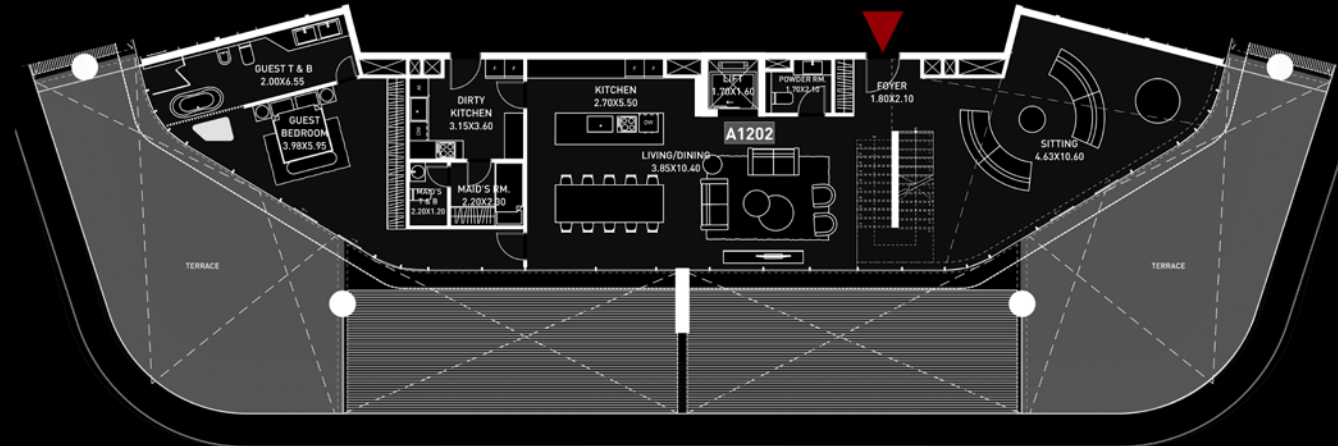 GUEST T & B
2.00X6.55
GUEST
BEDROOM
3.98X5.95
DIRTY
KITCHEN
3.15X3.60
MAID'S
T & B
2.20X1.20
MAID'S RM.
2.20X2.30
KITCHEN
2.70X5.50
DW
LIFT
1.70X1.60
POWDER RM.
1.70X2.10
FOYER
1.80X2.10
A1202
LIVING/DINING
3.85X10.40
SITTING
4.63X10.60
TERRACE
TERRACE
F
F
F
F